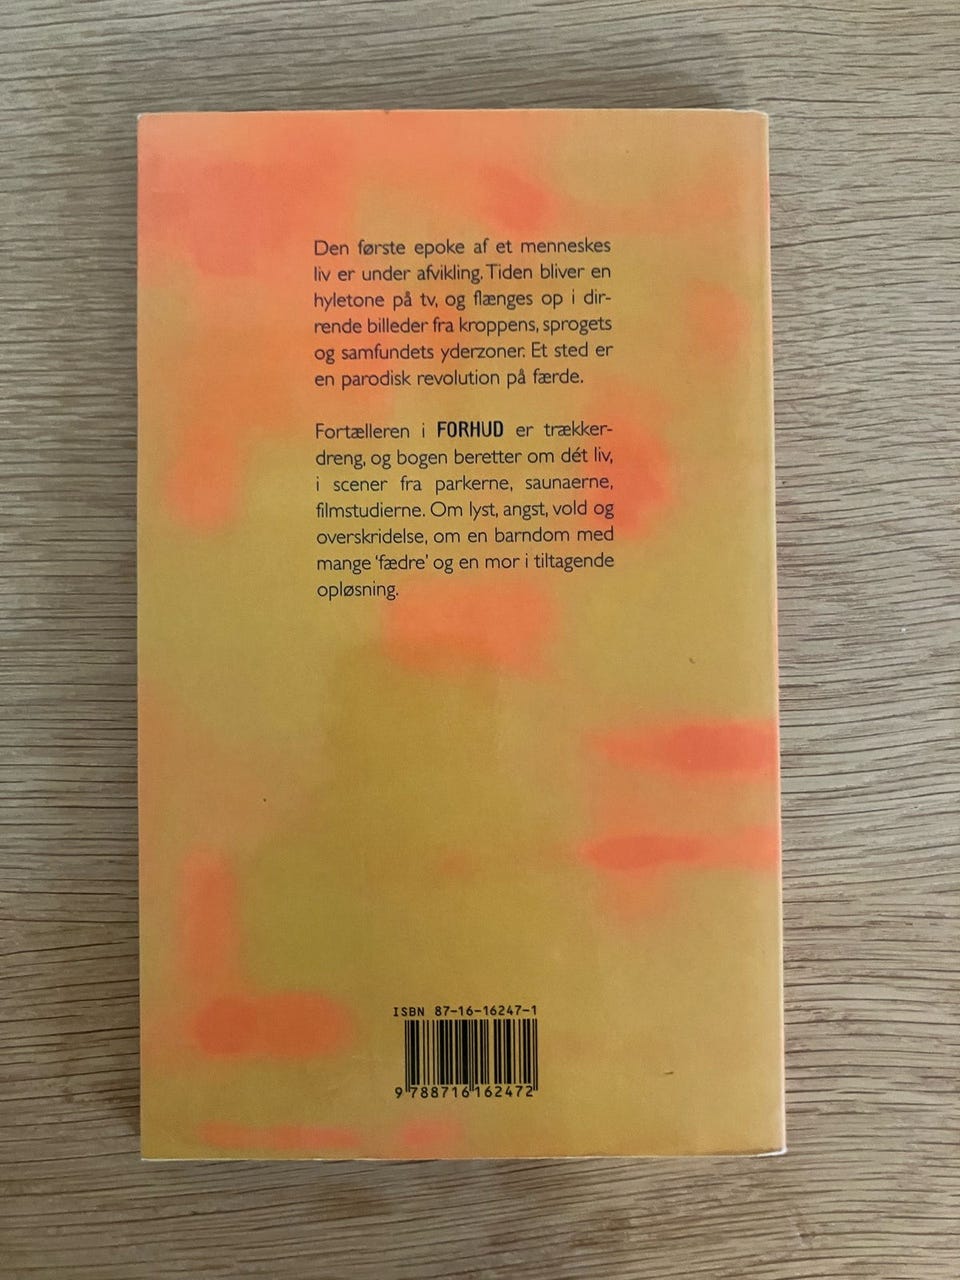 Den første epoke af et menneskes
liv er under afvikling. Tiden bliver en
hyletone på tv, og flænges op i dir-
rende billeder fra kroppens, sprogets
og samfundets yderzoner. Et sted er
en parodisk revolution på færde.
Fortælleren i FORHUD er trækker-
dreng, og bogen beretter om dét liv,
i scener fra parkerne, saunaerne,
filmstudierne. Om lyst, angst, vold og
overskridelse, om en barndom med
mange ‘fædre’ og en mor i tiltagende
opløsning.
ISBN 87-16-16247-1
9 788716 162472